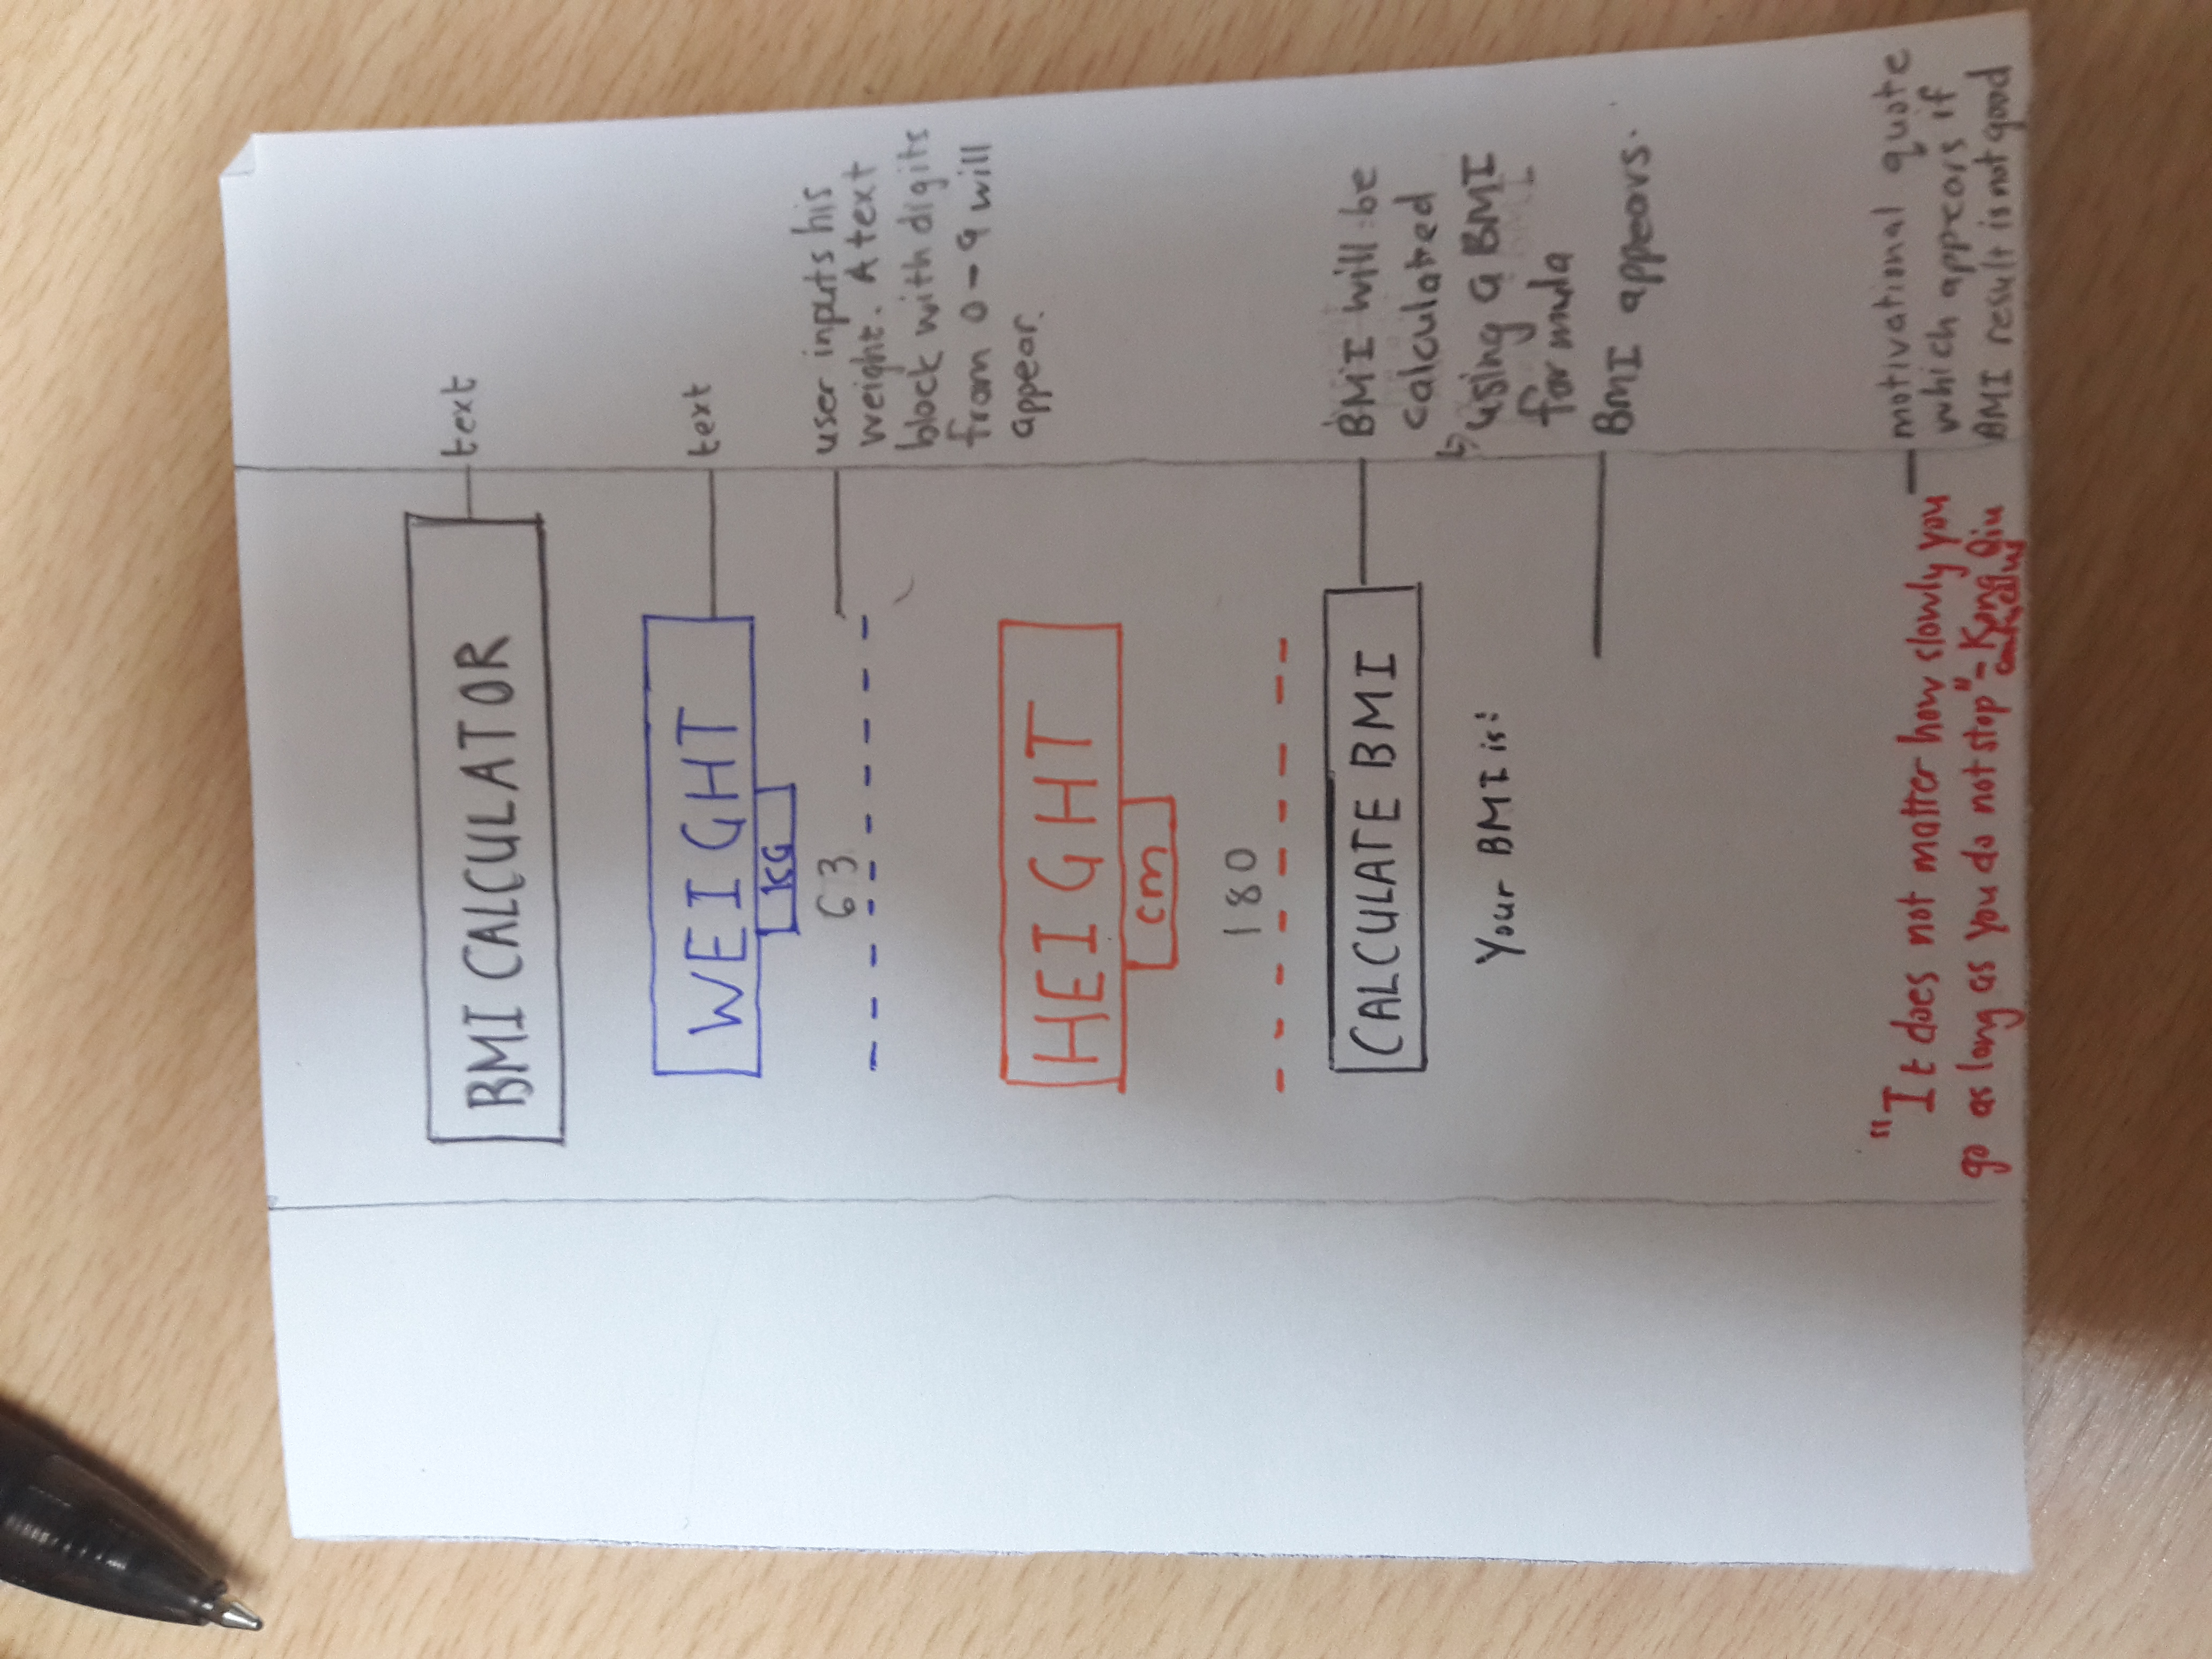 BMI CALCULATOR
text
WEIGHT
text
KG
63
user inputs his
weight. A text
block with digits
from 0-9 will
appear.
HEIGHT
cm
180
CALCULATE BMI
BMI will be
calculated
using a BMI
formula
Your BMI is:
BMI appears.
"It does not matter how slowly you
go as long as you do not stop" - Kong Qiu
Confucius
motivational quote
which appears if
BMI result is not good